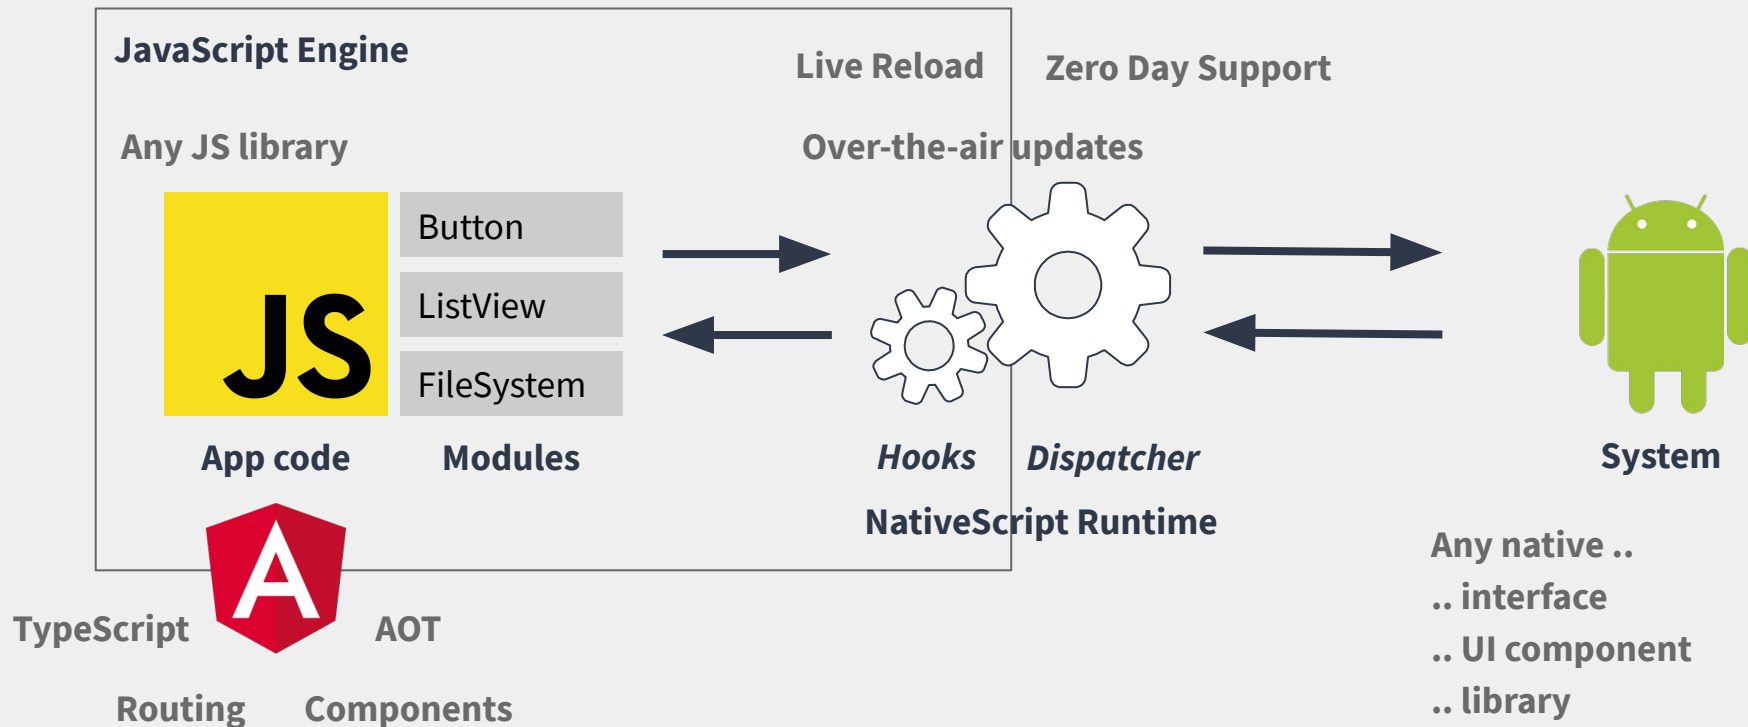 JavaScript Engine
Live Reload
Zero Day Support
Any JS library
Over-the-air updates
JS
Button
ListView
FileSystem
App code
Modules
Hooks
Dispatcher
System
NativeScript Runtime
A
Any native ..
.. interface
.. UI component
.. library
TypeScript
AOT
Routing
Components